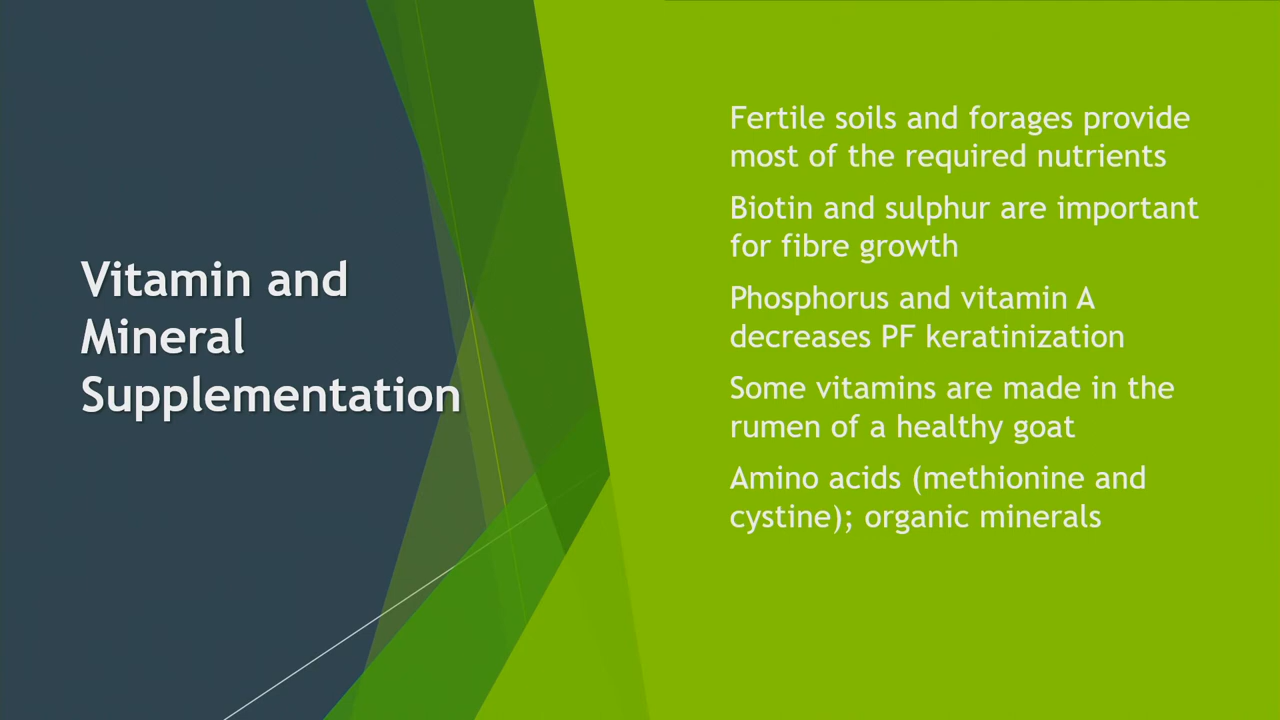 Vitamin and
Mineral
Supplementation
Fertile soils and forages provide
most of the required nutrients
Biotin and sulphur are important
for fibre growth
Phosphorus and vitamin A
decreases PF keratinization
Some vitamins are made in the
rumen of a healthy goat
Amino acids (methionine and
cystine); organic minerals